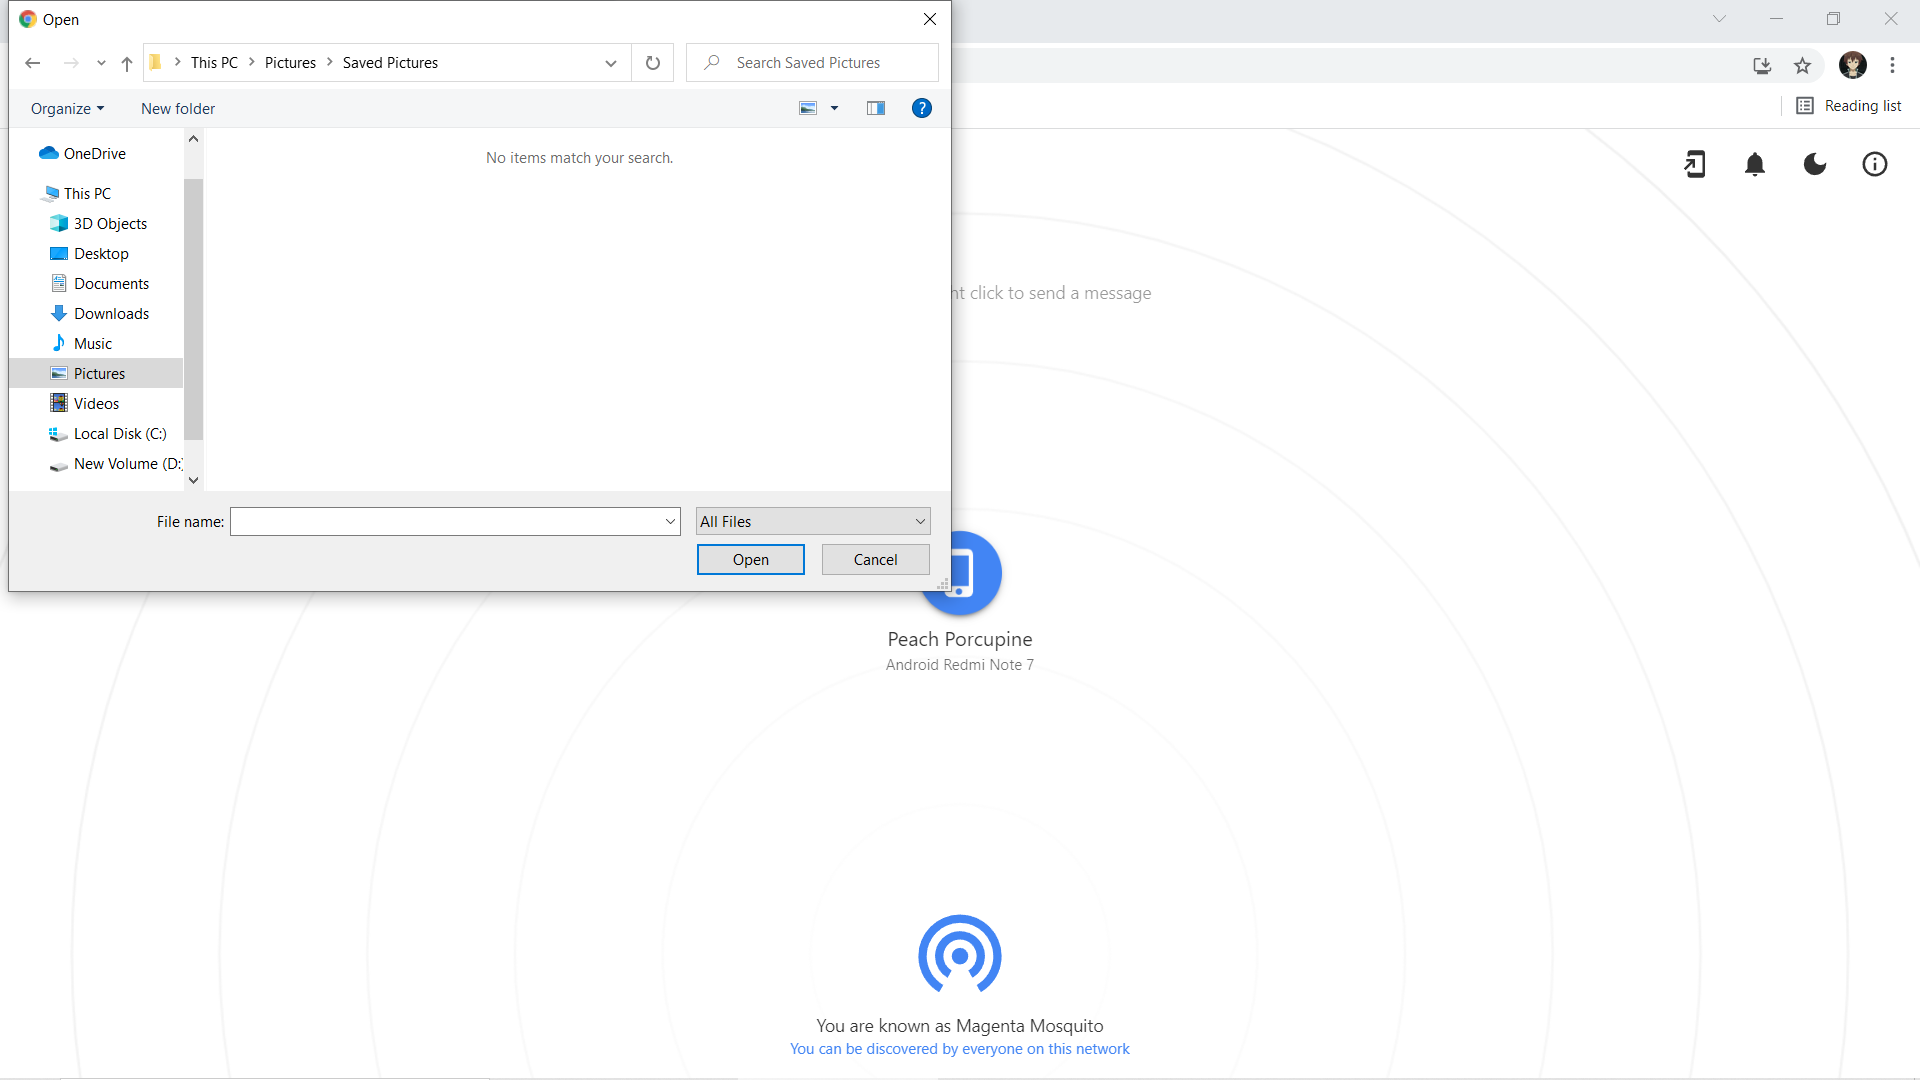 Open
This PC Pictures Saved Pictures
Search Saved Pictures
Organize
New folder
Reading list
OneDrive
This PC
3D Objects
Desktop
Documents
Downloads
Music
Pictures
Videos
Local Disk (C:)
New Volume (D:)
No items match your search.
click to send a message
File name:
All Files
Open
Cancel
Peach Porcupine
Android Redmi Note 7
You are known as Magenta Mosquito
You can be discovered by everyone on this network